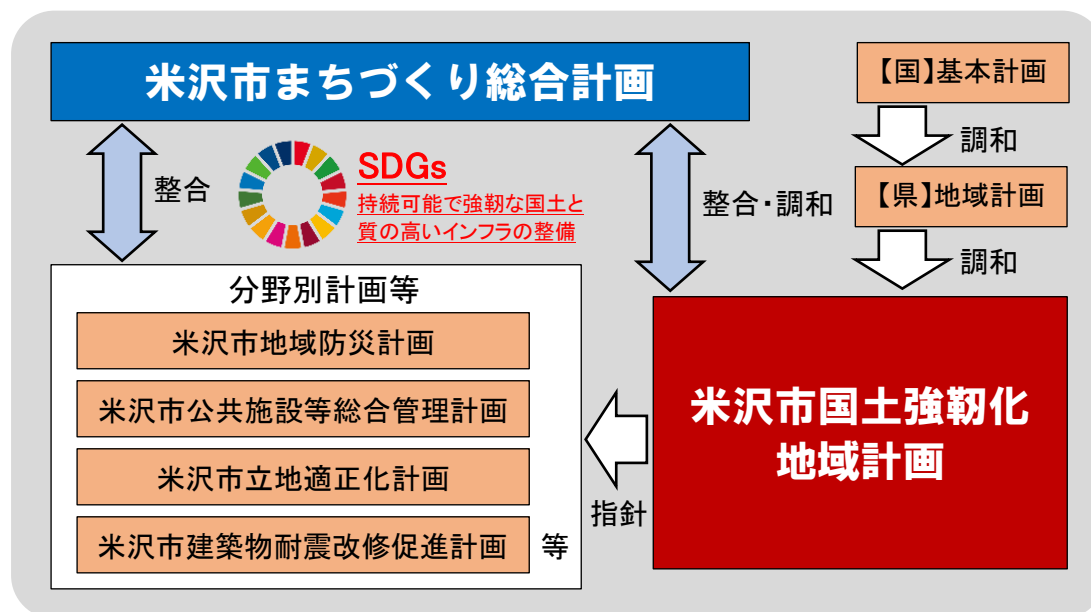 米沢市まちづくり総合計画
【国】基本計画
調和
【県】地域計画
調和
整合
SDGs
持続可能で強靭な国土と
質の高いインフラの整備
整合・調和
分野別計画等
米沢市地域防災計画
米沢市公共施設等総合管理計画
米沢市立地適正化計画
米沢市建築物耐震改修促進計画
等
指針
米沢市国土強靭化
地域計画